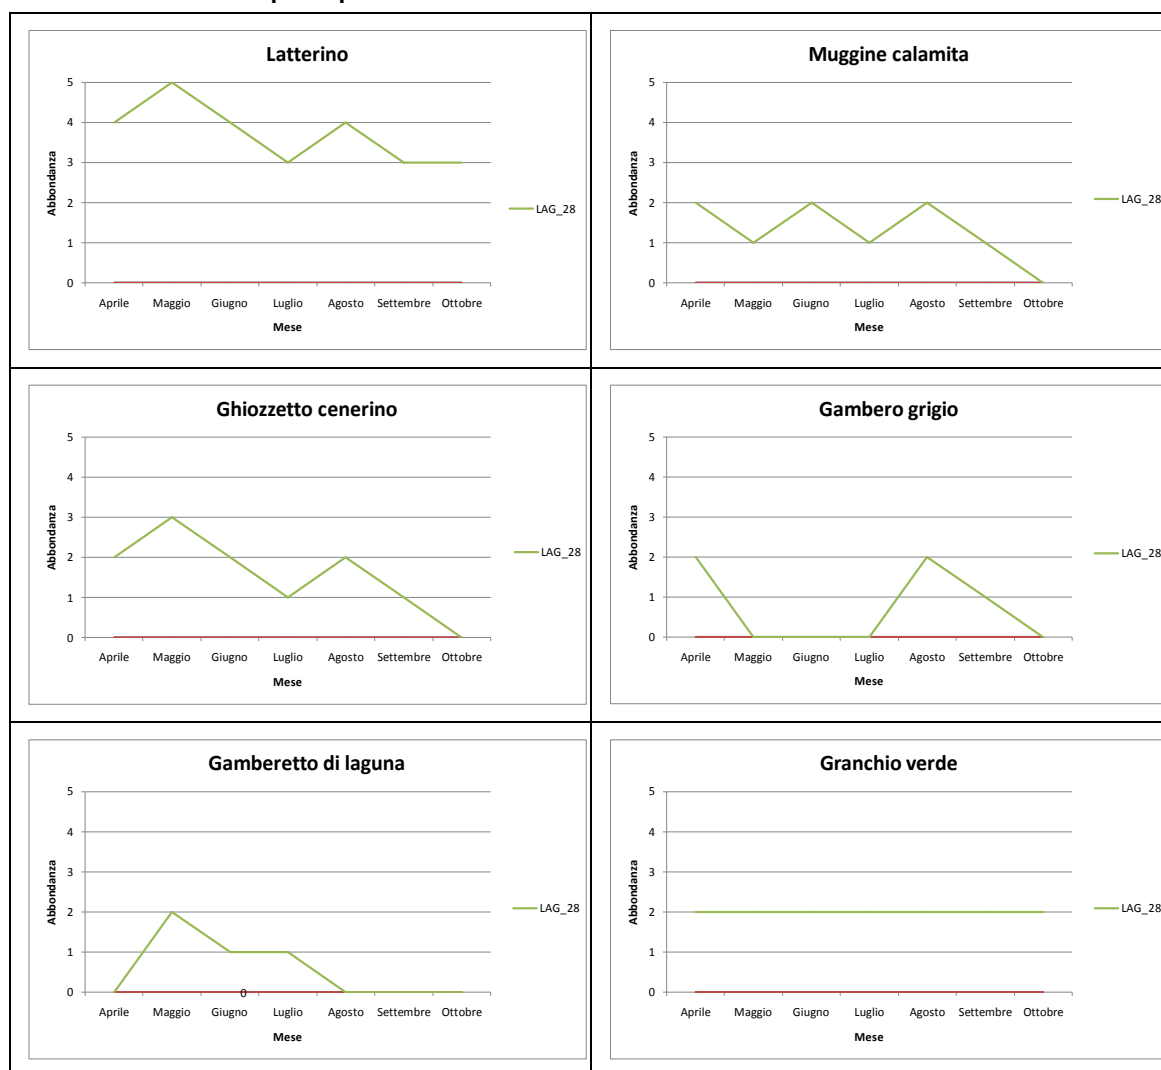 Latterino
5
4
3
2
1
0
Abbondanza
Aprile Maggio Giugno Luglio Agosto Settembre Ottobre
Mese
LAG_28
Muggine calamita
5
4
3
2
1
0
Abbondanza
Aprile Maggio Giugno Luglio Agosto Settembre Ottobre
Mese
LAG_28
Ghiozzetto cenerino
5
4
3
2
1
0
Abbondanza
Aprile Maggio Giugno Luglio Agosto Settembre Ottobre
Mese
LAG_28
Gambero grigio
5
4
3
2
1
0
Abbondanza
Aprile Maggio Giugno Luglio Agosto Settembre Ottobre
Mese
LAG_28
Gamberetto di laguna
5
4
3
2
1
0
0
Abbondanza
Aprile Maggio Giugno Luglio Agosto Settembre Ottobre
Mese
LAG_28
Granchio verde
5
4
3
2
1
0
Abbondanza
Aprile Maggio Giugno Luglio Agosto Settembre Ottobre
Mese
LAG_28